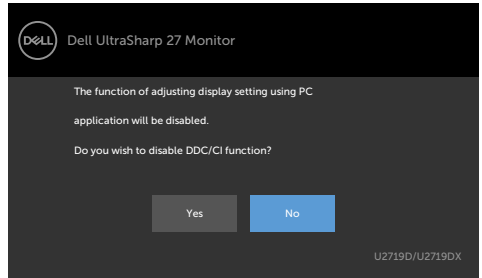 DELL
Dell UltraSharp 27 Monitor
The function of adjusting display setting using PC
application will be disabled.
Do you wish to disable DDC/CI function?
Yes
No
U2719D/U2719DX